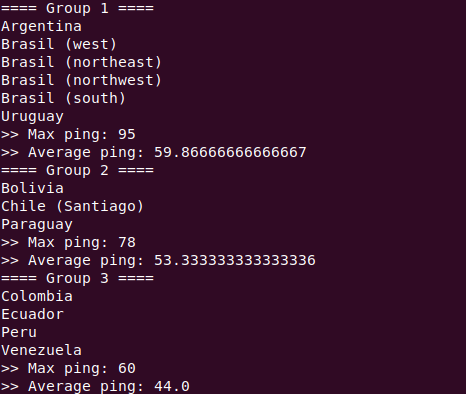 ==== Group 1 ====
Argentina
Brasil (west)
Brasil (northeast)
Brasil (northwest)
Brasil (south)
Uruguay
>> Max ping: 95
>> Average ping: 59.86666666666667
==== Group 2 ====
Bolivia
Chile (Santiago)
Paraguay
>> Max ping: 78
>> Average ping: 53.333333333333336
==== Group 3 ====
Colombia
Ecuador
Peru
Venezuela
>> Max ping: 60
>> Average ping: 44.0